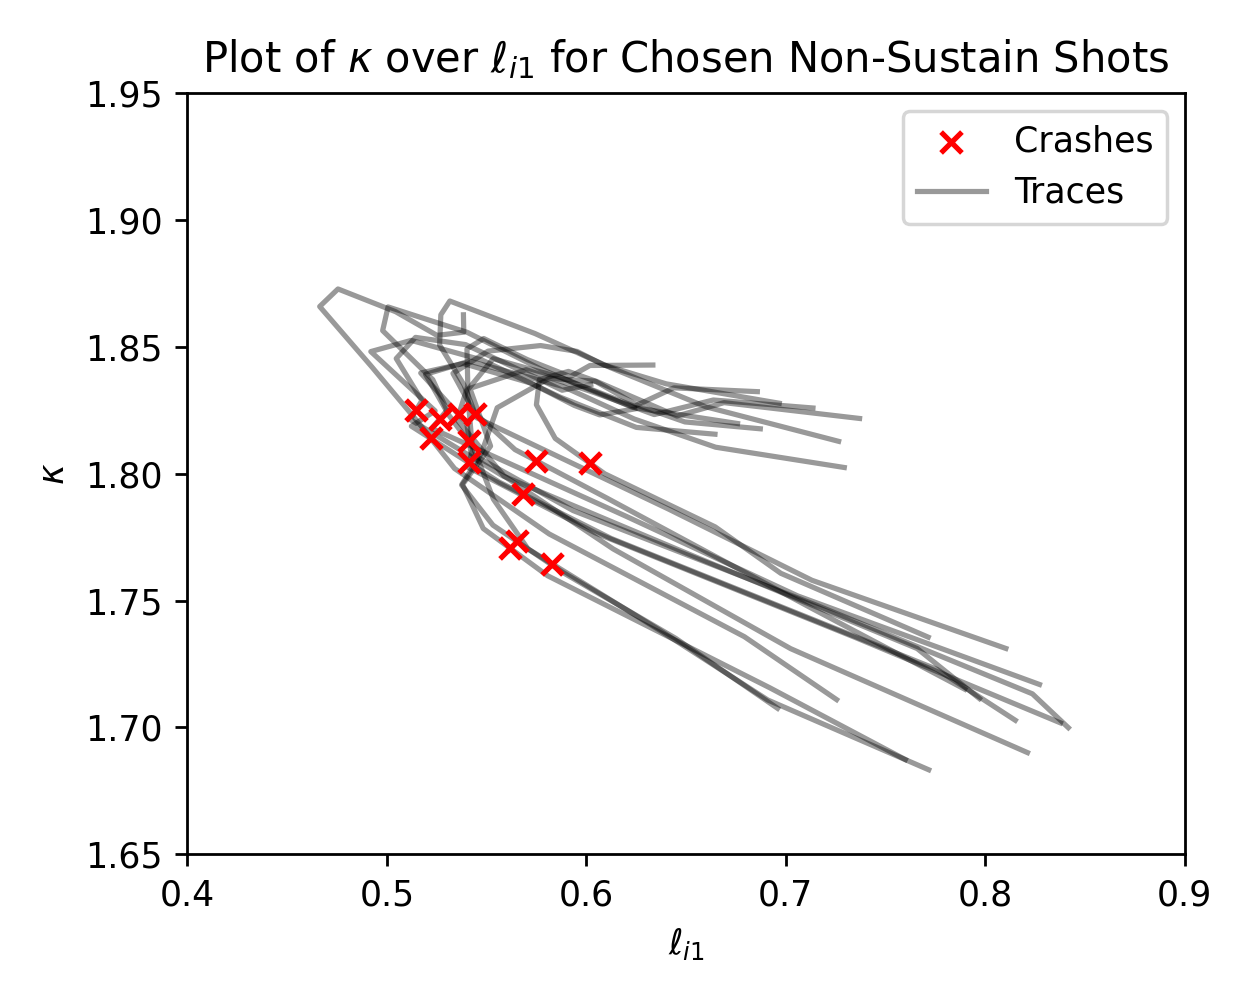 Plot of κ over ℓi1 for Chosen Non-Sustain Shots
1.95
1.90
1.85
1.80
1.75
1.70
1.65
κ
Crashes
Traces
0.4 0.5 0.6 0.7 0.8 0.9
ℓi1